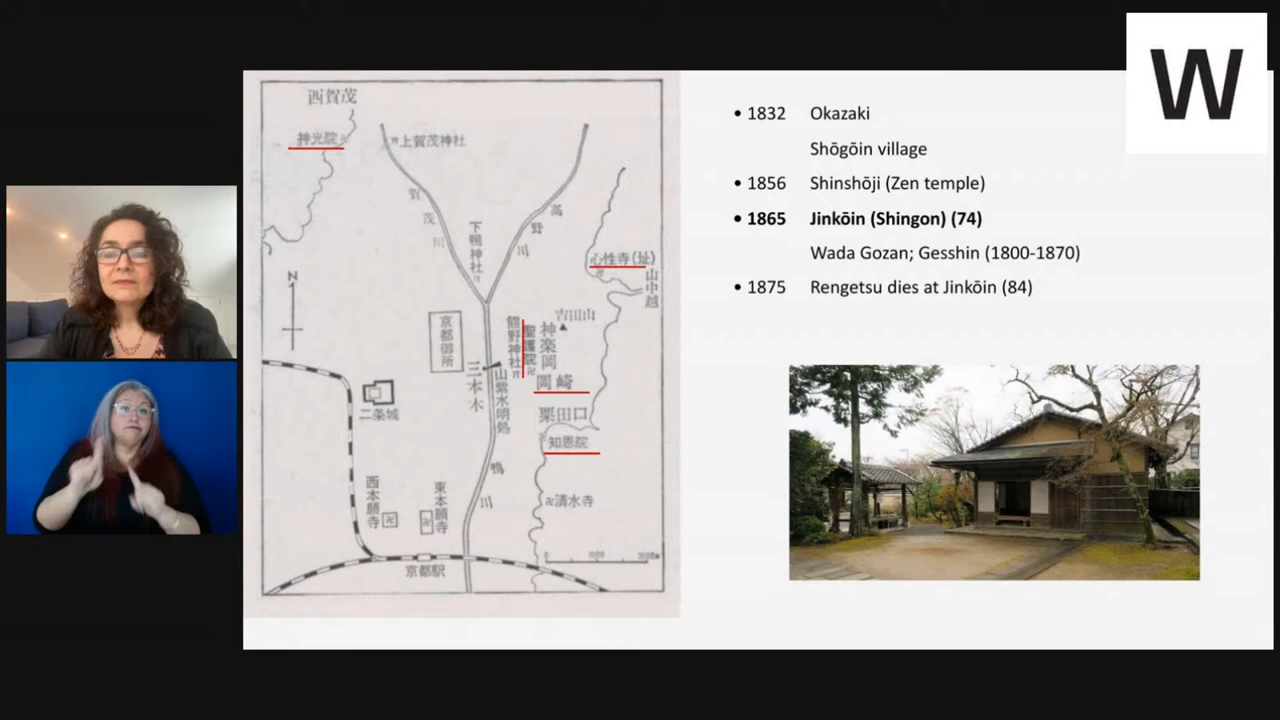 W
西賀茂
神光院
上賀茂神社
賀茂川
高野川
下鴨神社
心性寺(址)
山中越
N
京都御所
熊野神社
聖護院
吉田山
神楽岡
岡崎
三本木
山紫水明処
粟田口
二条城
知恩院
鴨川
西本願寺
東本願寺
清水寺
京都駅
0
• 1832 Okazaki
Shōgōin village
• 1856 Shinshōji (Zen temple)
• 1865 Jinkōin (Shingon) (74)
Wada Gozan; Gesshin (1800-1870)
• 1875 Rengetsu dies at Jinkōin (84)